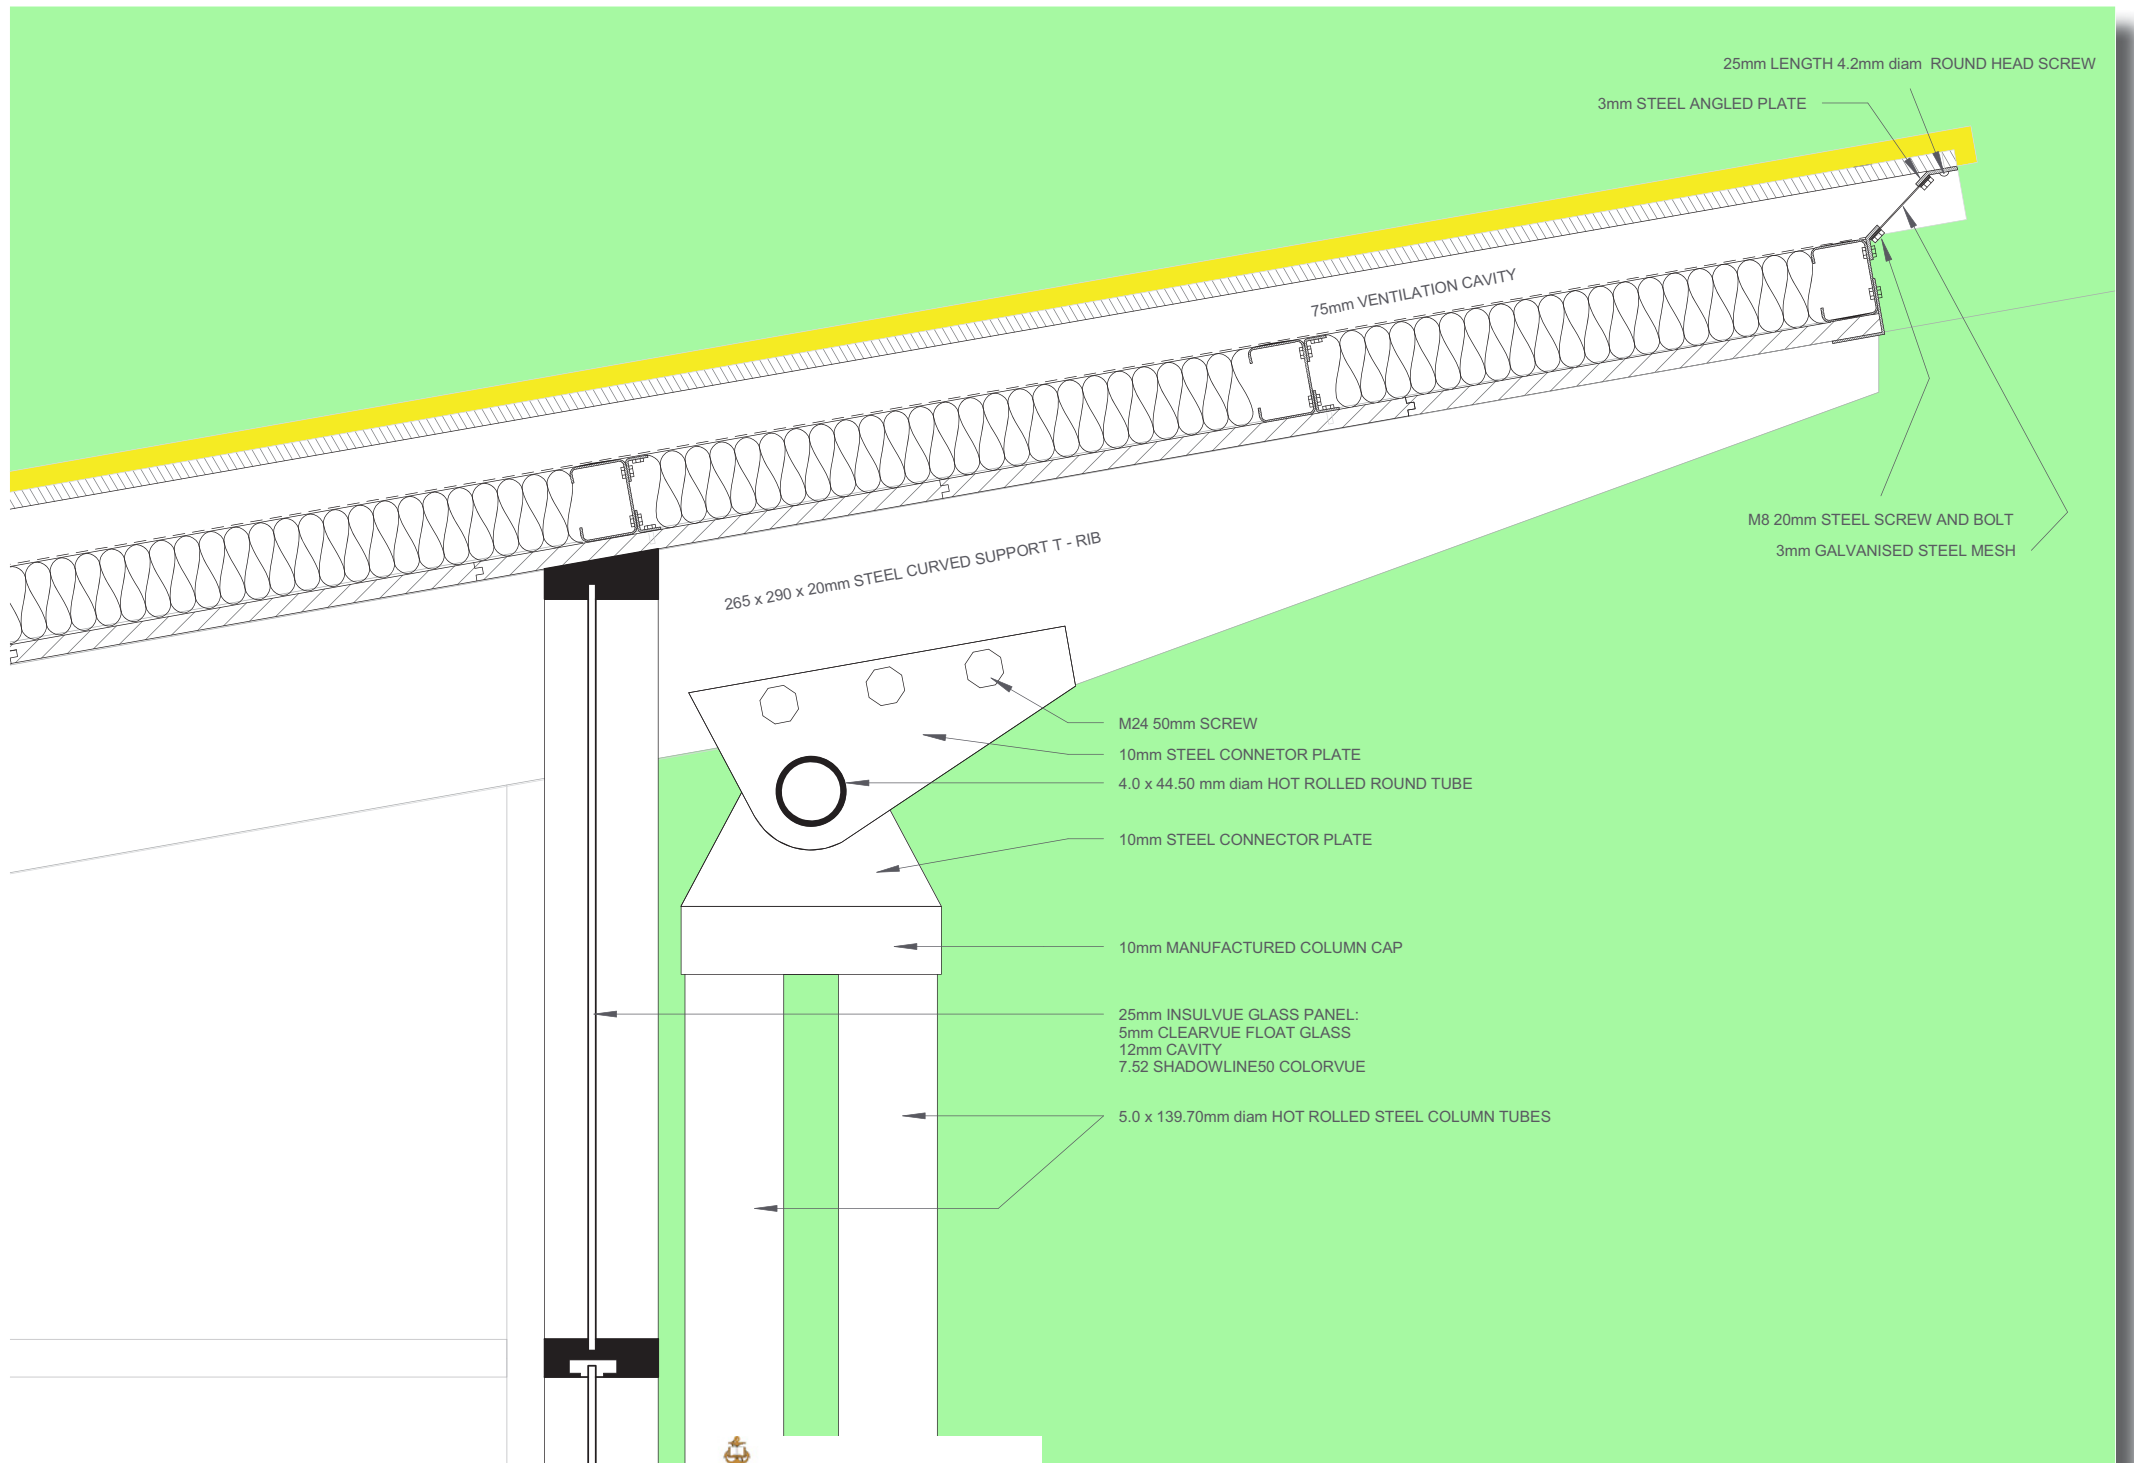 25mm LENGTH 4.2mm diam  ROUND HEAD SCREW
3mm STEEL ANGLED PLATE
75mm VENTILATION CAVITY
M8 20mm STEEL SCREW AND BOLT
3mm GALVANISED STEEL MESH
265 x 290 x 20mm STEEL CURVED SUPPORT T - RIB
M24 50mm SCREW
10mm STEEL CONNETOR PLATE
4.0 x 44.50 mm diam HOT ROLLED ROUND TUBE
10mm STEEL CONNECTOR PLATE
10mm MANUFACTURED COLUMN CAP
25mm INSULVUE GLASS PANEL:
5mm CLEARVUE FLOAT GLASS
12mm CAVITY
7.52 SHADOWLINE50 COLORVUE
5.0 x 139.70mm diam HOT ROLLED STEEL COLUMN TUBES